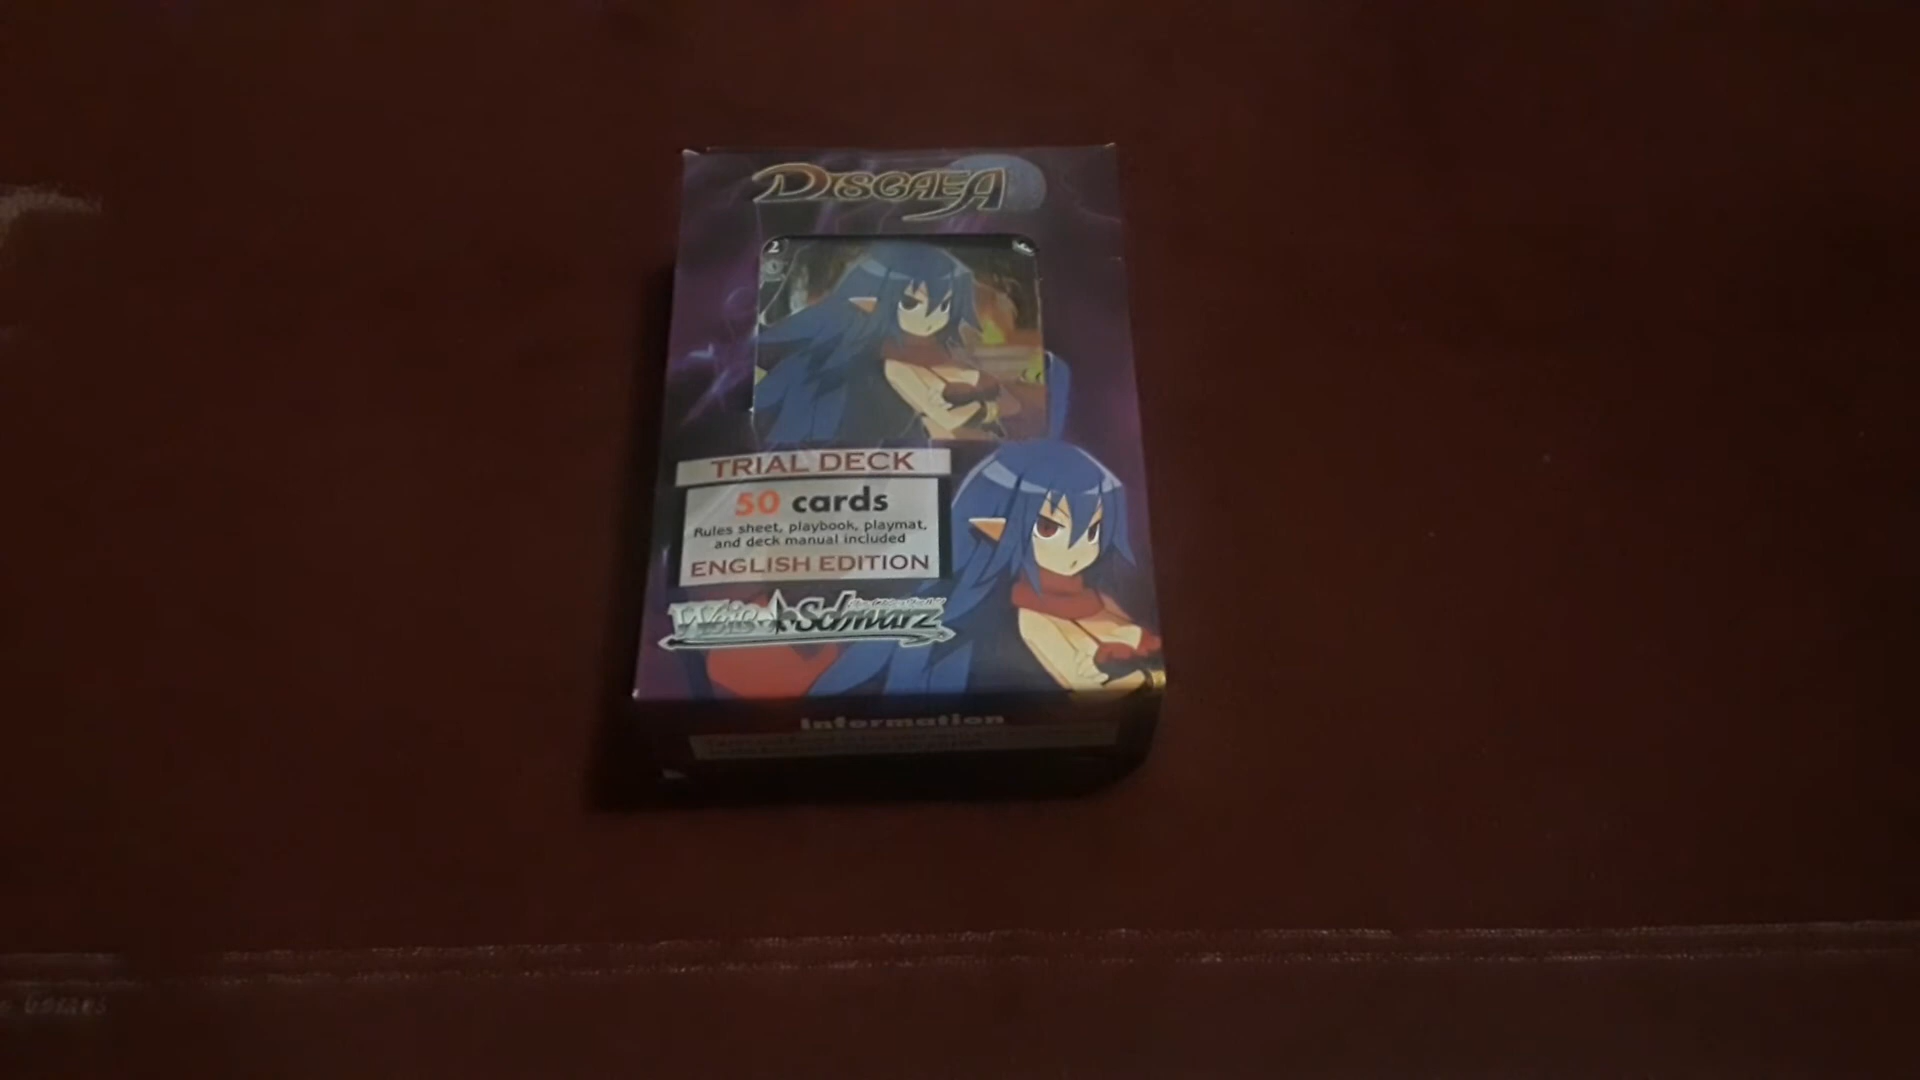 DISGAEA
2
TRIAL DECK
50 cards
Rules sheet, playbook, playmat,
and deck manual included
ENGLISH EDITION
Weiß Schwarz
Information
Games